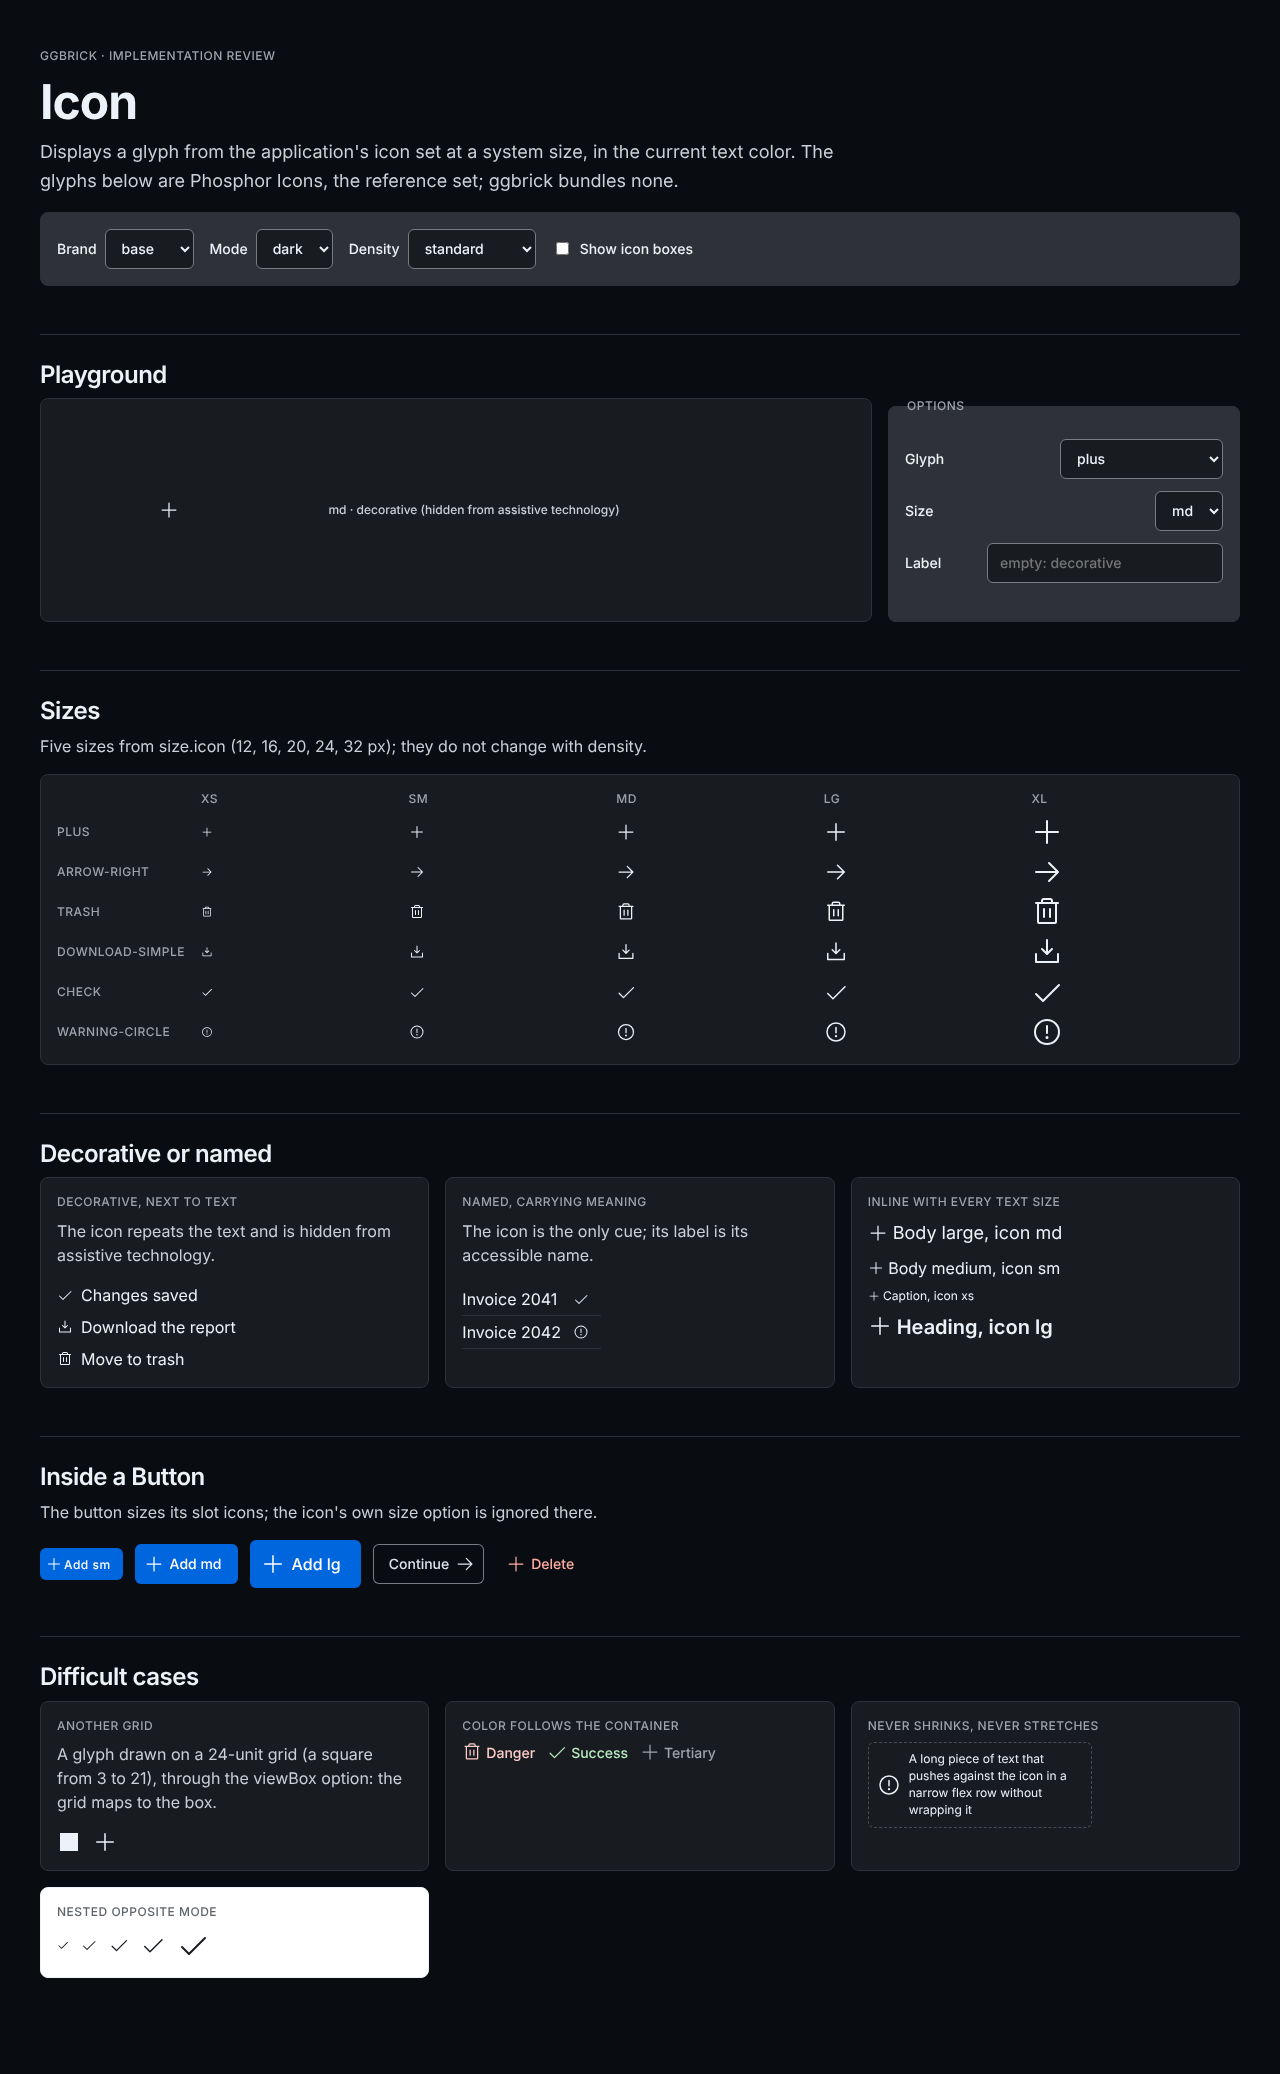 GGBRICK · IMPLEMENTATION REVIEW
Icon
Displays a glyph from the application's icon set at a system size, in the current text color. The
glyphs below are Phosphor Icons, the reference set; ggbrick bundles none.
Brand base Mode dark Density standard Show icon boxes
Playground
md · decorative (hidden from assistive technology)
OPTIONS
Glyph plus
Size md
Label empty: decorative
Sizes
Five sizes from size.icon (12, 16, 20, 24, 32 px); they do not change with density.
XS SM MD LG XL
PLUS
ARROW-RIGHT
TRASH
DOWNLOAD-SIMPLE
CHECK
WARNING-CIRCLE
Decorative or named
DECORATIVE, NEXT TO TEXT
The icon repeats the text and is hidden from
assistive technology.
Changes saved
Download the report
Move to trash
NAMED, CARRYING MEANING
The icon is the only cue; its label is its
accessible name.
Invoice 2041
Invoice 2042
INLINE WITH EVERY TEXT SIZE
Body large, icon md
Body medium, icon sm
Caption, icon xs
Heading, icon lg
Inside a Button
The button sizes its slot icons; the icon's own size option is ignored there.
Add sm Add md Add lg Continue Delete
Difficult cases
ANOTHER GRID
A glyph drawn on a 24-unit grid (a square
from 3 to 21), through the viewBox option: the
grid maps to the box.
COLOR FOLLOWS THE CONTAINER
Danger Success Tertiary
NEVER SHRINKS, NEVER STRETCHES
A long piece of text that
pushes against the icon in a
narrow flex row without
wrapping it
NESTED OPPOSITE MODE